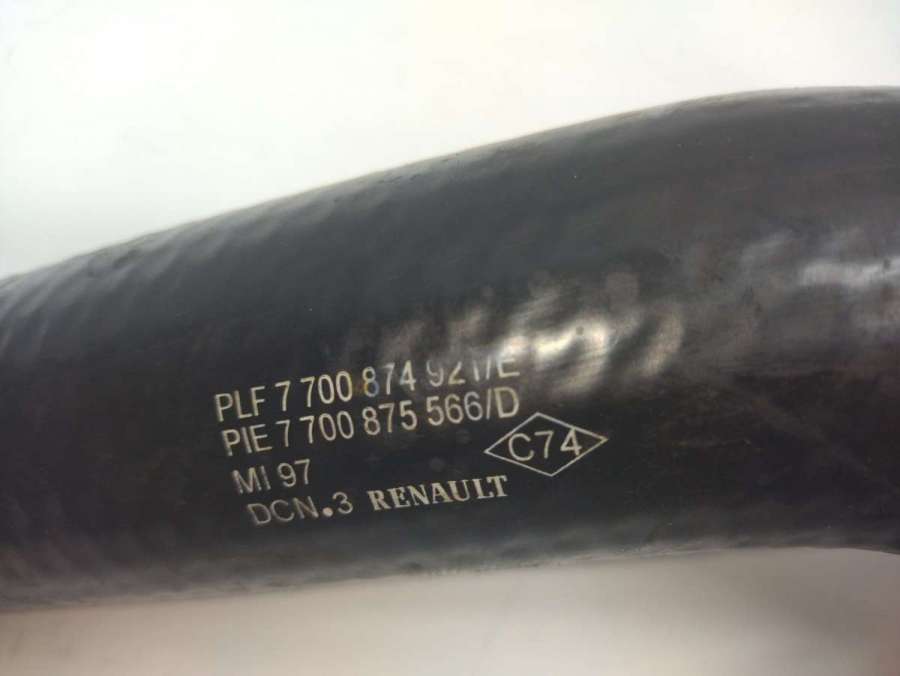 PLF 7 700 874 921/E
PIE 7 700 875 566/D
C74
MI 97
DCN.3 RENAULT